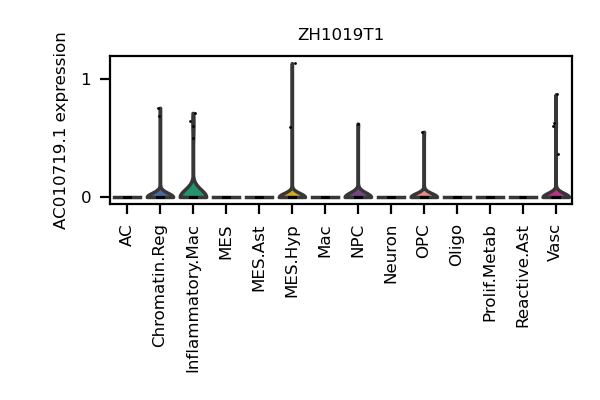 ZH1019T1
AC010719.1 expression
1
0
AC
Chromatin.Reg
Inflammatory.Mac
MES
MES.Ast
MES.Hyp
Mac
NPC
Neuron
OPC
Oligo
Prolif.Metab
Reactive.Ast
Vasc